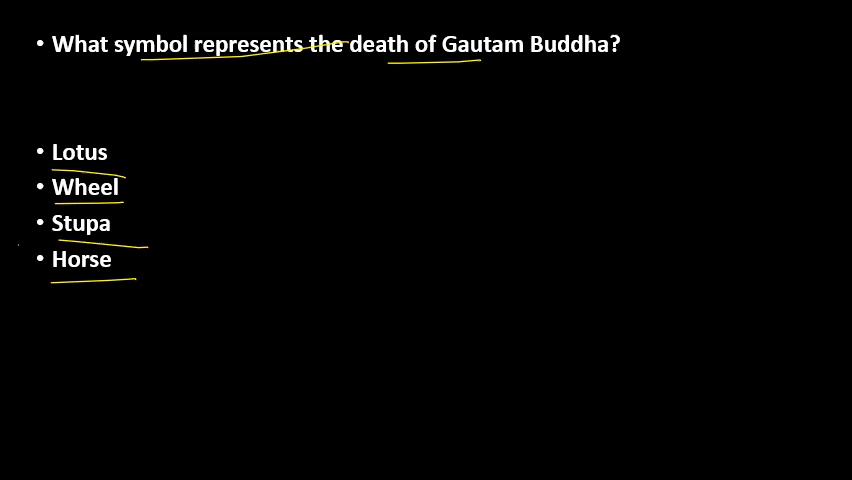 • What symbol represents the death of Gautam Buddha?
• Lotus
• Wheel
• Stupa
• Horse